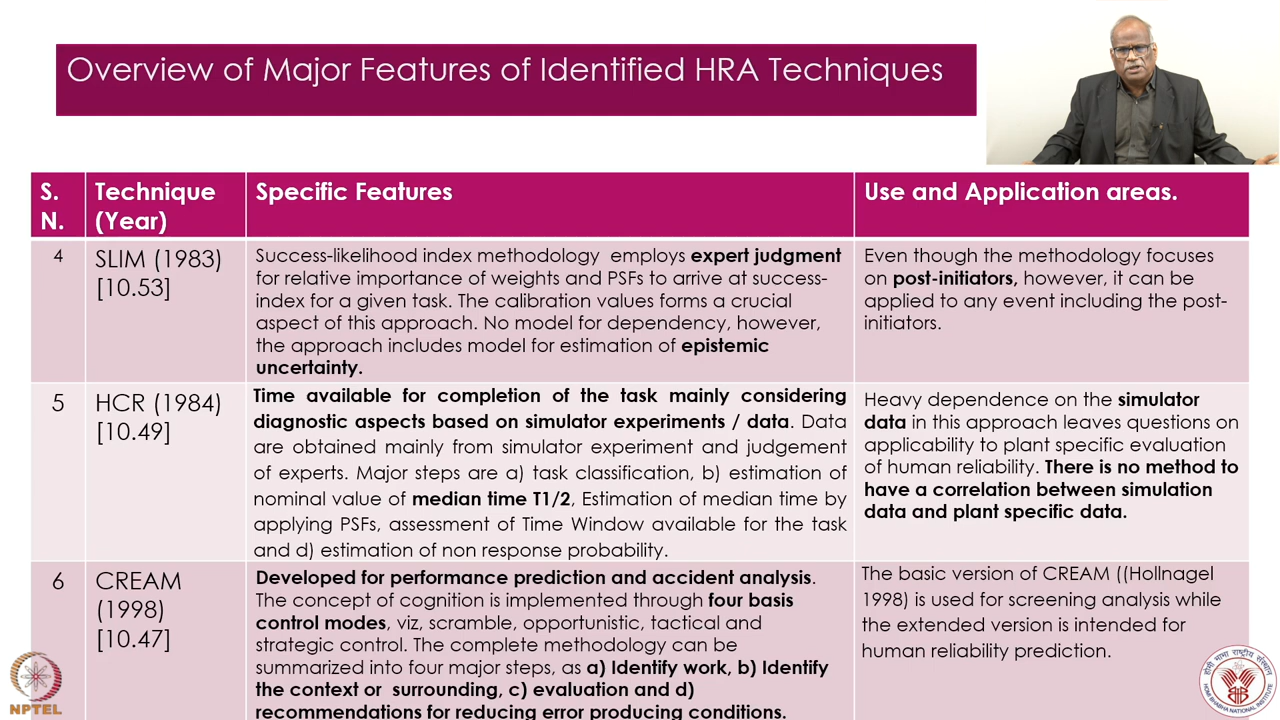 Overview of Major Features of Identified HRA Techniques
S. N.
Technique (Year)
Specific Features
Use and Application areas.
4
SLIM (1983)
[10.53]
Success-likelihood index methodology employs expert judgment
for relative importance of weights and PSFs to arrive at success-
index for a given task. The calibration values forms a crucial
aspect of this approach. No model for dependency, however,
the approach includes model for estimation of epistemic
uncertainty.
Even though the methodology focuses
on post-initiators, however, it can be
applied to any event including the post-
initiators.
5
HCR (1984)
[10.49]
Time available for completion of the task mainly considering
diagnostic aspects based on simulator experiments / data. Data
are obtained mainly from simulator experiment and judgement
of experts. Major steps are a) task classification, b) estimation of
nominal value of median time T1/2, Estimation of median time by
applying PSFs, assessment of Time Window available for the task
and d) estimation of non response probability.
Heavy dependence on the simulator
data in this approach leaves questions on
applicability to plant specific evaluation
of human reliability. There is no method to
have a correlation between simulation
data and plant specific data.
6
CREAM
(1998)
[10.47]
Developed for performance prediction and accident analysis.
The concept of cognition is implemented through four basis
control modes, viz, scramble, opportunistic, tactical and
strategic control. The complete methodology can be
summarized into four major steps, as a) Identify work, b) Identify
the context or surrounding, c) evaluation and d)
recommendations for reducing error producing conditions.
The basic version of CREAM ((Hollnagel
1998) is used for screening analysis while
the extended version is intended for
human reliability prediction.
NPTEL